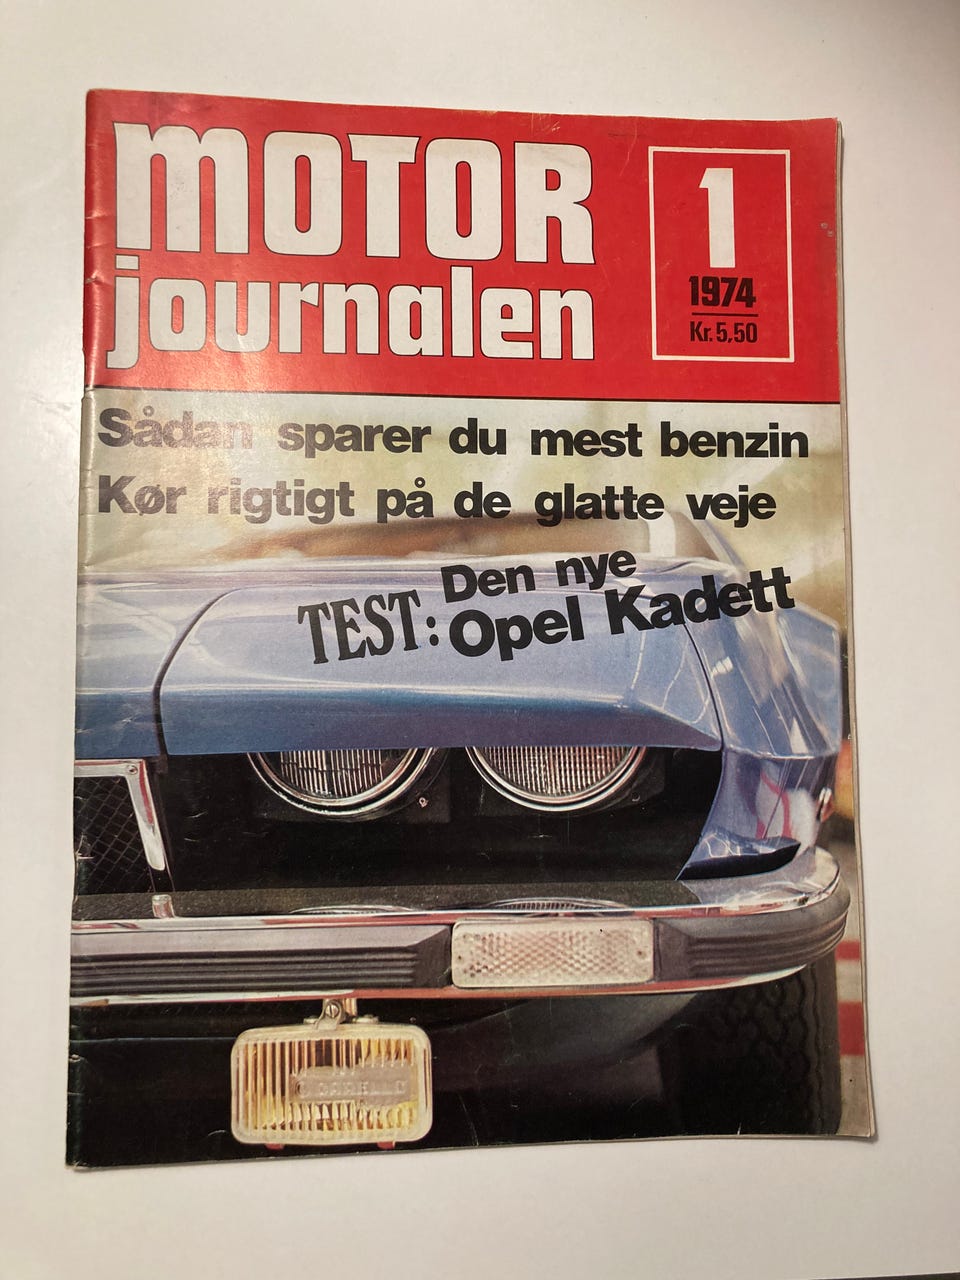 MOTOR
journalen
1
1974
Kr. 5,50
Sådan sparer du mest benzin
Kør rigtigt på de glatte veje
TEST: Den nye
Opel Kadett
CARELLO